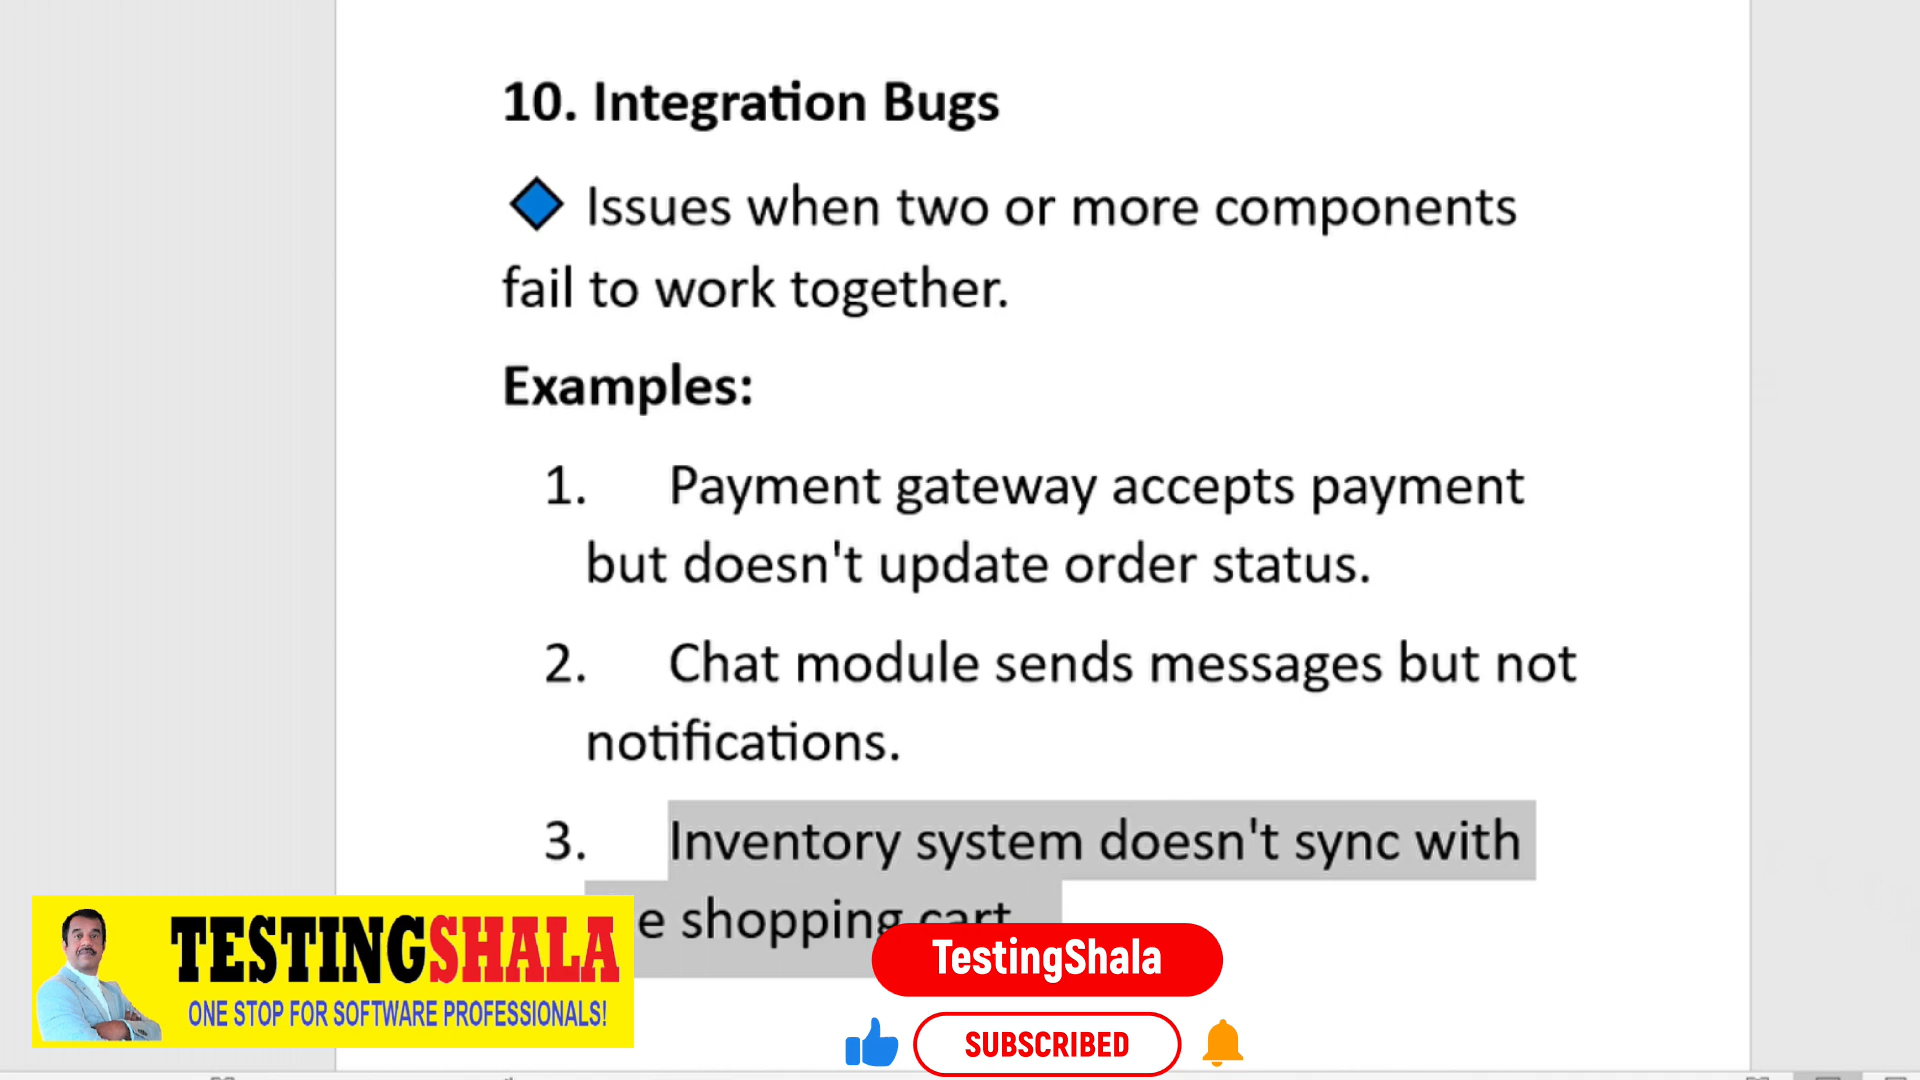 10. Integration Bugs
Issues when two or more components
fail to work together.
Examples:
1. Payment gateway accepts payment
but doesn't update order status.
2. Chat module sends messages but not
notifications.
3. Inventory system doesn't sync with
shopping cart
TESTINGSHALA
ONE STOP FOR SOFTWARE PROFESSIONALS!
TestingShala
SUBSCRIBED